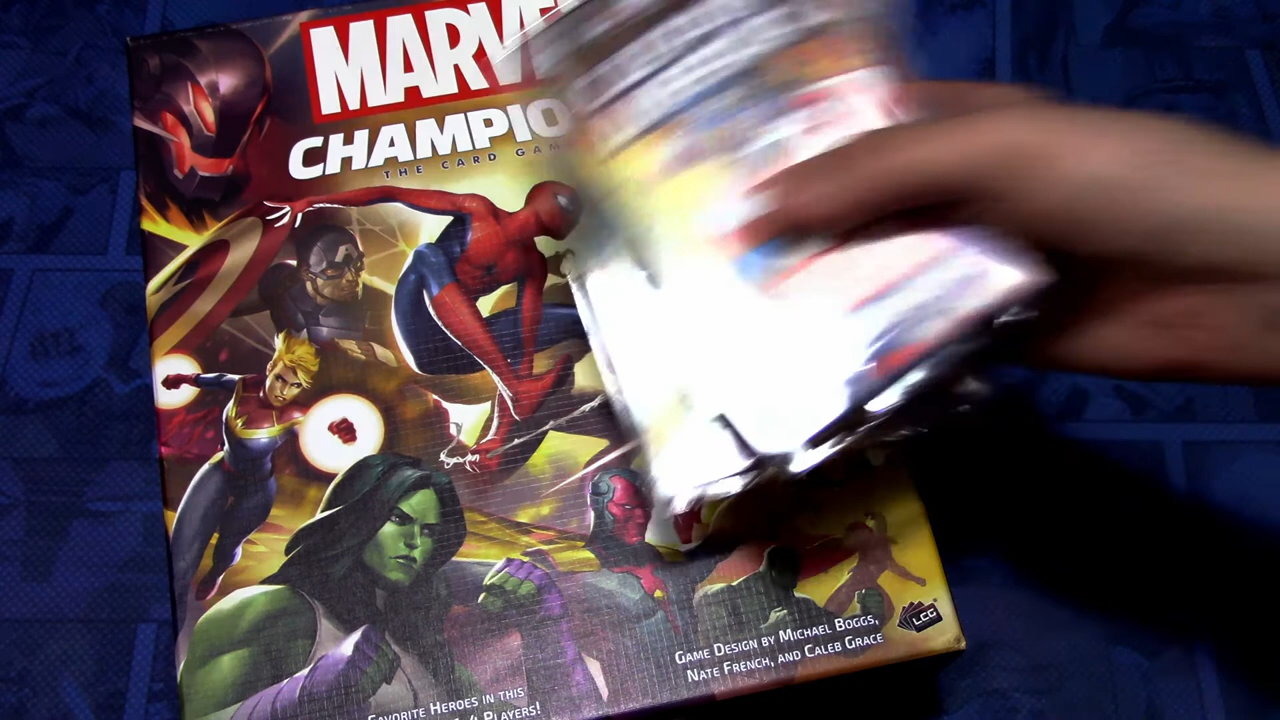 MARVE
CHAMPIO
THE CARD GAM
GAME DESIGN BY MICHAEL BOGGS,
NATE FRENCH, AND CALEB GRACE
LCG
FAVORITE HEROES IN THIS
4 PLAYERS!